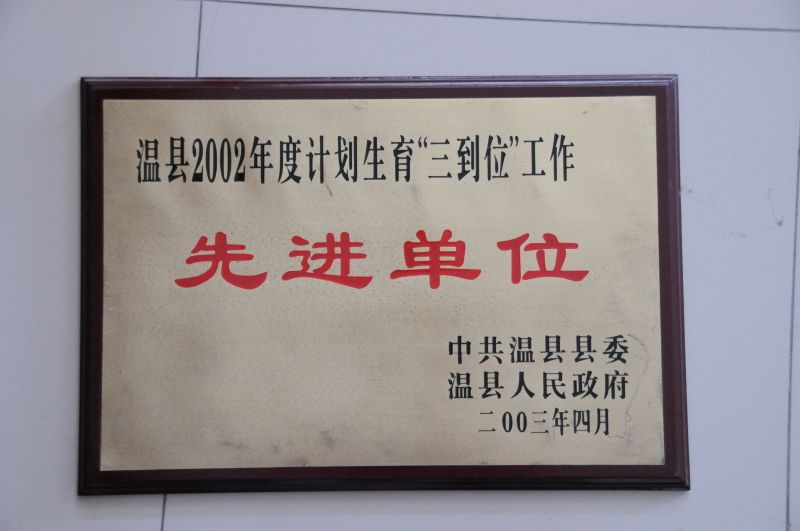 温县2002年度计划生育“三到位”工作
先进单位
中共温县县委
温县人民政府
二00三年四月